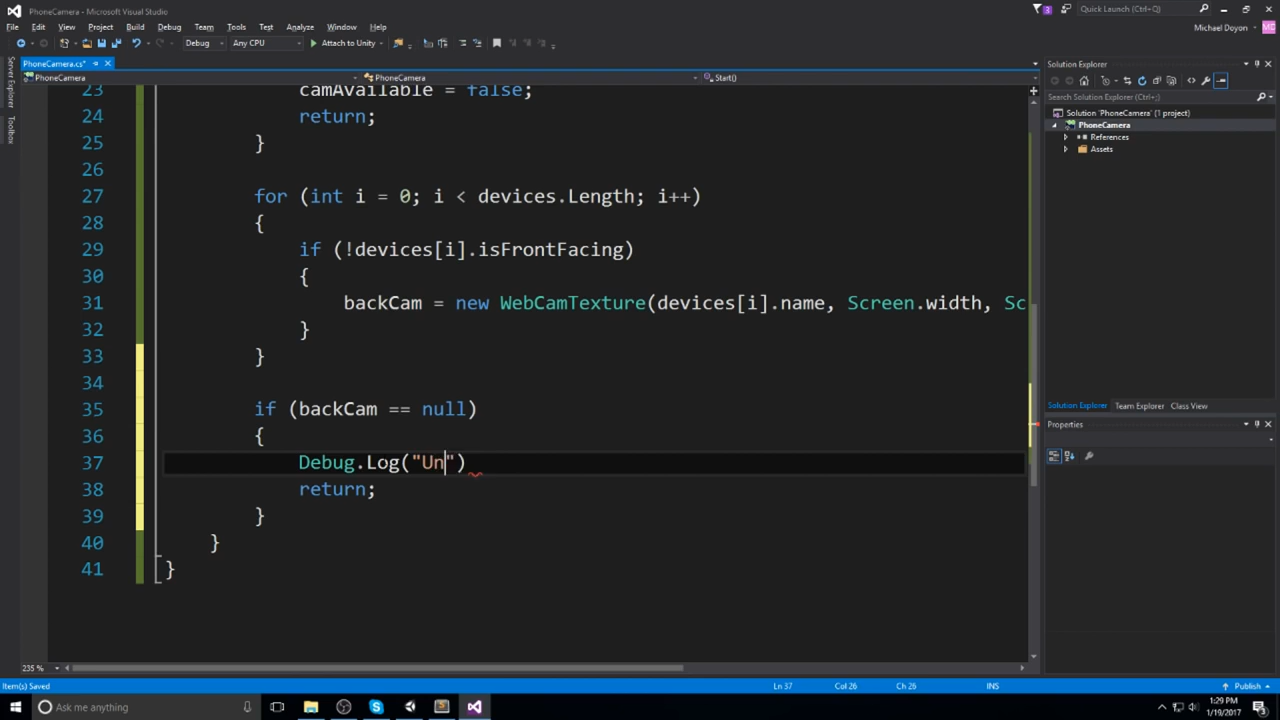 PhoneCamera - Microsoft Visual Studio
3
Quick Launch (Ctrl+Q)
File Edit View Project Build Debug Team Tools Test Analyze Window Help
Michael Doyon
Debug Any CPU Attach to Unity
PhoneCamera.cs*
PhoneCamera PhoneCamera Start()
Server Explorer
Toolbox
23 camAvailable = false;
24 return;
25 }
26
27 for (int i = 0; i < devices.Length; i++)
28 {
29 if (!devices[i].isFrontFacing)
30 {
31 backCam = new WebCamTexture(devices[i].name, Screen.width, Sc
32 }
33 }
34
35 if (backCam == null)
36 {
37 Debug.Log("Un")
38 return;
39 }
40 }
41 }
235 %
Solution Explorer
Search Solution Explorer (Ctrl+;)
Solution 'PhoneCamera' (1 project)
PhoneCamera
References
Assets
Solution Explorer Team Explorer Class View
Properties
Item(s) Saved Ln 37 Col 26 Ch 26 INS Publish
Ask me anything
1:29 PM
1/19/2017